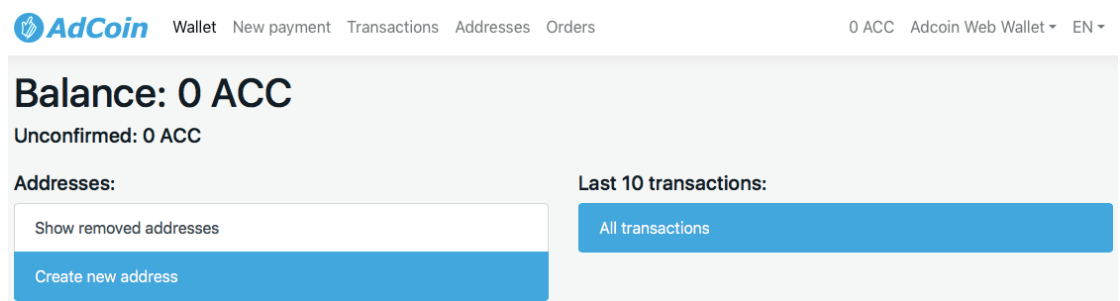 AdCoin Wallet New payment Transactions Addresses Orders 0 ACC Adcoin Web Wallet EN
Balance: 0 ACC
Unconfirmed: 0 ACC
Addresses:
Show removed addresses
Create new address
Last 10 transactions:
All transactions